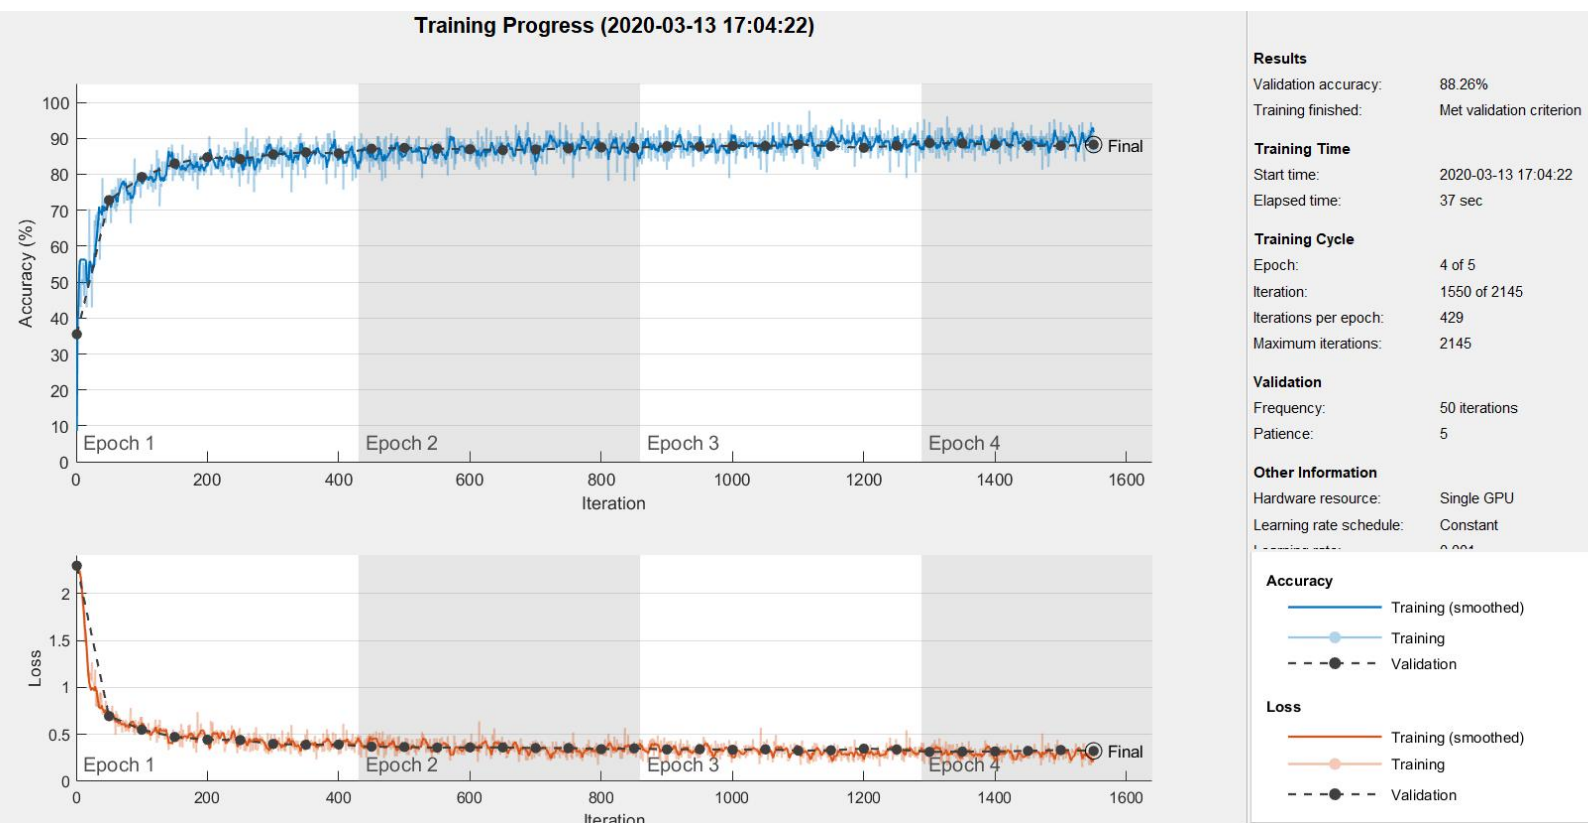 Training Progress (2020-03-13 17:04:22)
100
90
80
70
60
50
40
30
20
10
0
Accuracy (%)
Final
Epoch 1
Epoch 2
Epoch 3
Epoch 4
0 200 400 600 800 1000 1200 1400 1600
Iteration
2
1.5
1
0.5
0
Loss
Final
Epoch 1
Epoch 2
Epoch 3
Epoch 4
0 200 400 600 800 1000 1200 1400 1600
Iteration
Results
Validation accuracy: 88.26%
Training finished: Met validation criterion
Training Time
Start time: 2020-03-13 17:04:22
Elapsed time: 37 sec
Training Cycle
Epoch: 4 of 5
Iteration: 1550 of 2145
Iterations per epoch: 429
Maximum iterations: 2145
Validation
Frequency: 50 iterations
Patience: 5
Other Information
Hardware resource: Single GPU
Learning rate schedule: Constant
Learning rate: 0.001
Accuracy
Training (smoothed)
Training
Validation
Loss
Training (smoothed)
Training
Validation